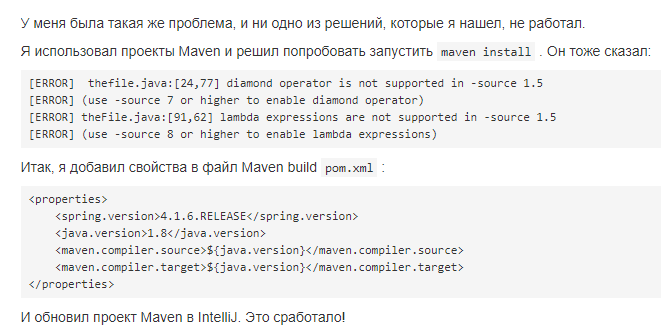 У меня была такая же проблема, и ни одно из решений, которые я нашел, не работал.
Я использовал проекты Maven и решил попробовать запустить maven install . Он тоже сказал:
[ERROR]  thefile.java:[24,77] diamond operator is not supported in -source 1.5
[ERROR] (use -source 7 or higher to enable diamond operator)
[ERROR] theFile.java:[91,62] lambda expressions are not supported in -source 1.5
[ERROR] (use -source 8 or higher to enable lambda expressions)
Итак, я добавил свойства в файл Maven build pom.xml :
<properties>
    <spring.version>4.1.6.RELEASE</spring.version>
    <java.version>1.8</java.version>
    <maven.compiler.source>${java.version}</maven.compiler.source>
    <maven.compiler.target>${java.version}</maven.compiler.target>
</properties>
И обновил проект Maven в IntelliJ. Это сработало!